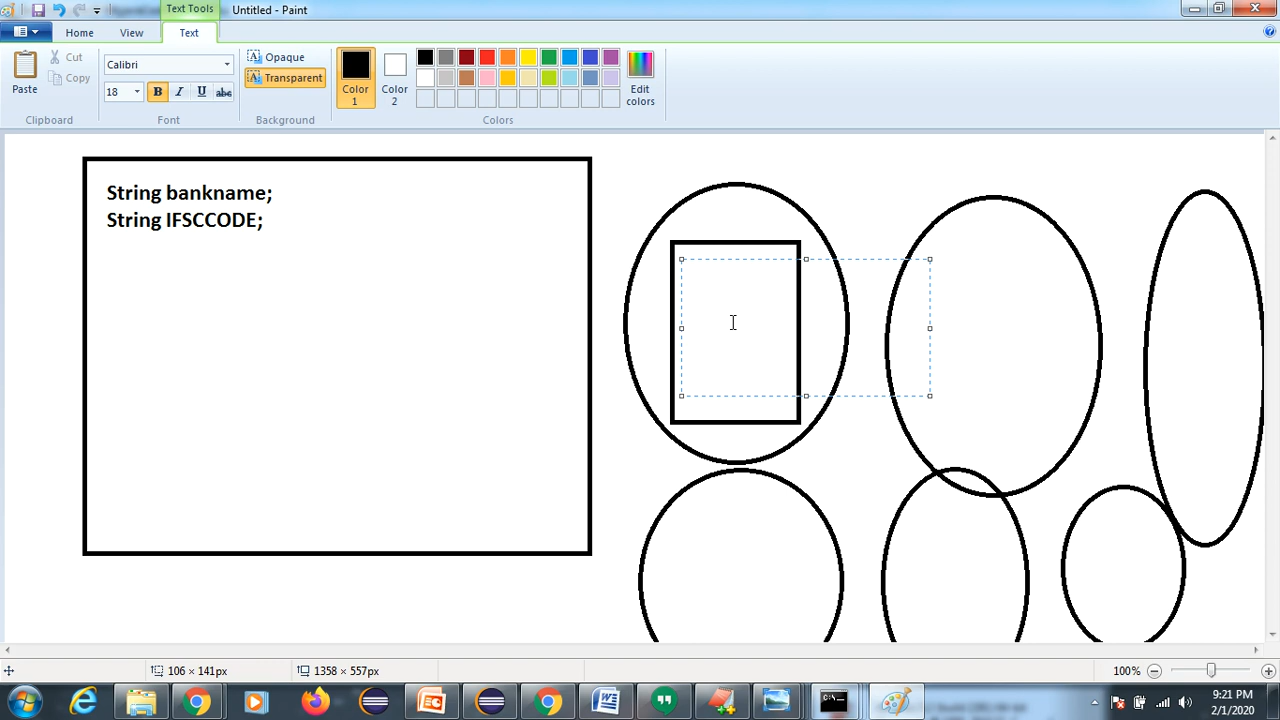 Text Tools
Untitled - Paint
Home
View
Text
Paste
Cut
Copy
Clipboard
Calibri
18
B I U abc
Font
Opaque
Transparent
Background
Color 1
Color 2
Edit colors
Colors
String bankname;
String IFSCCODE;
106 × 141px
1358 × 557px
100%
9:21 PM
2/1/2020